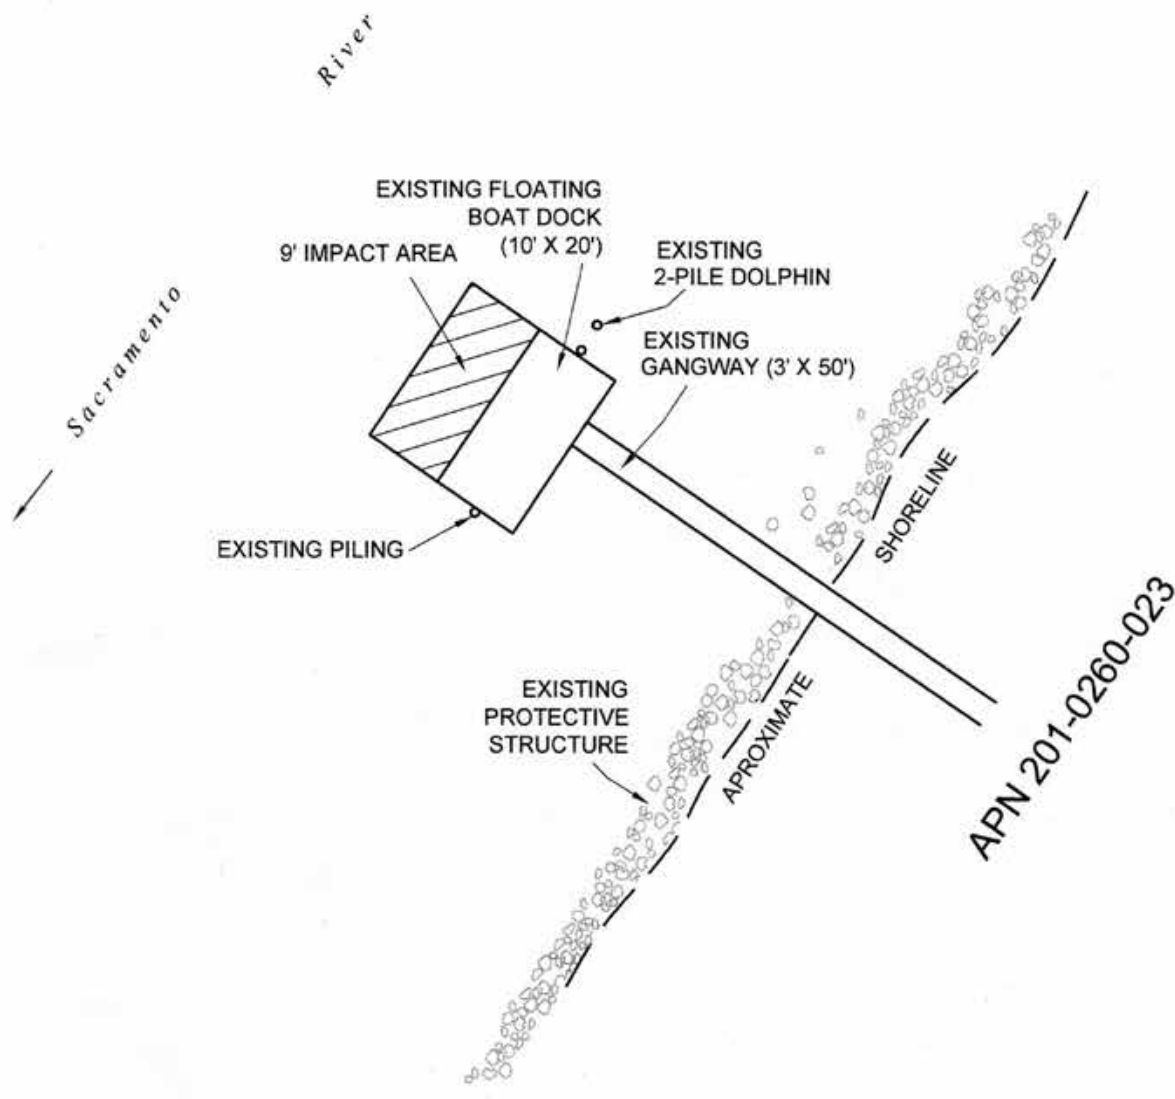 River
Sacramento
EXISTING FLOATING
BOAT DOCK
(10' X 20')
9' IMPACT AREA
EXISTING
2-PILE DOLPHIN
EXISTING
GANGWAY (3' X 50')
EXISTING PILING
SHORELINE
APROXIMATE
EXISTING
PROTECTIVE
STRUCTURE
APN 201-0260-023